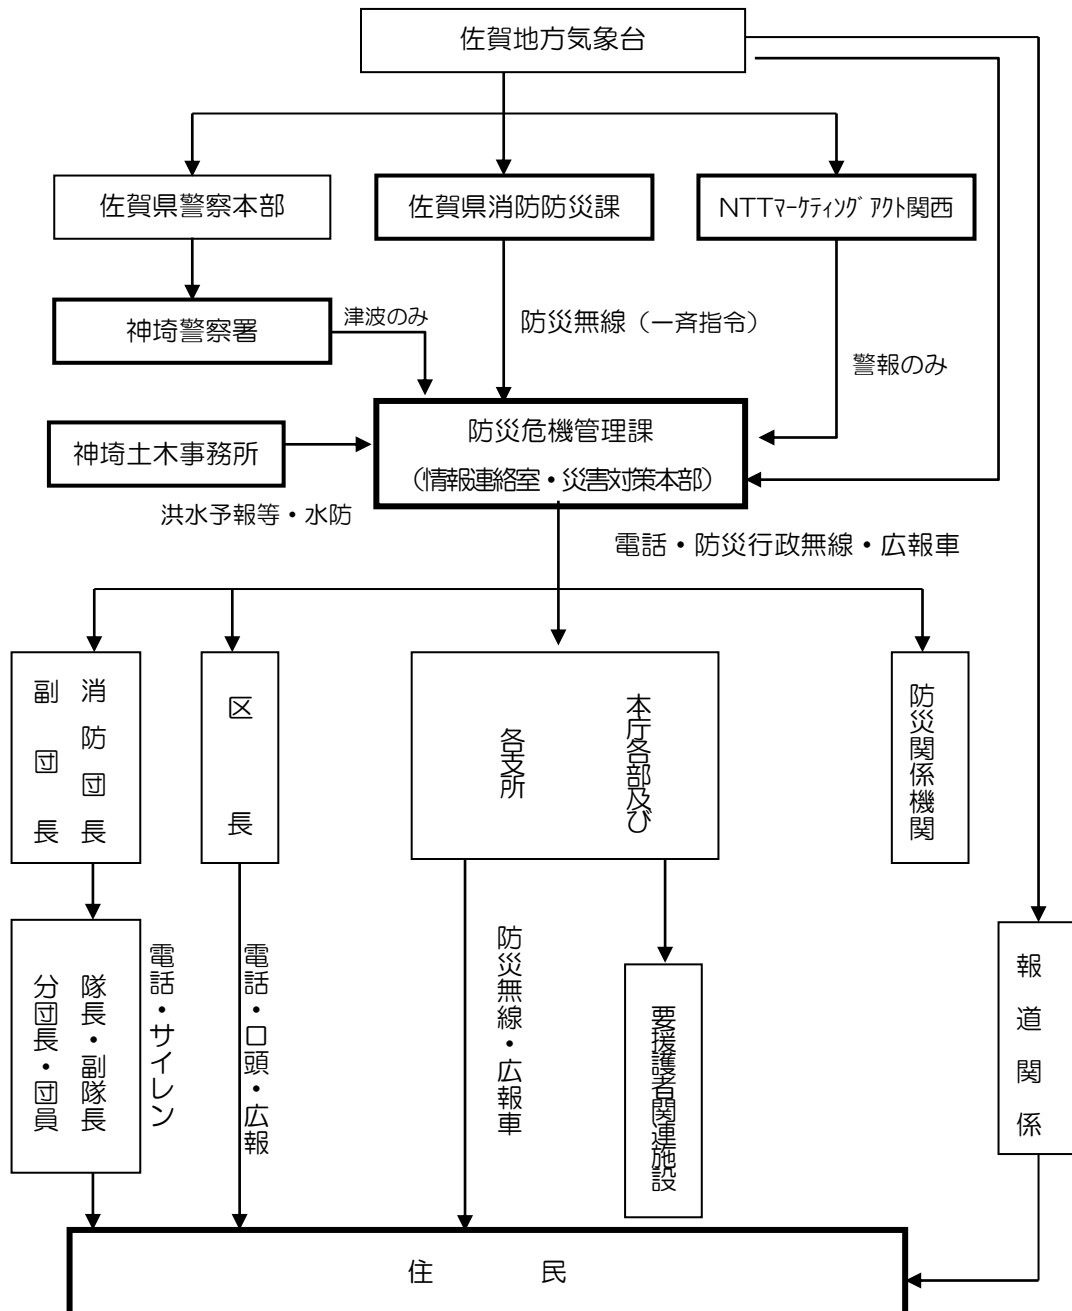 佐賀地方気象台
佐賀県警察本部
佐賀県消防防災課
NTTマーケティングアクト関西
神埼警察署
津波のみ
防災無線（一斉指令）
警報のみ
神埼土木事務所
防災危機管理課
（情報連絡室・災害対策本部）
洪水予報等・水防
電話・防災行政無線・広報車
消防団長
副団長
区長
本庁各部及び
各支所
防災関係機関
隊長・副隊長
分団長・団員
電話・サイレン
電話・口頭・広報
防災無線・広報車
要援護者関連施設
報道関係
住民